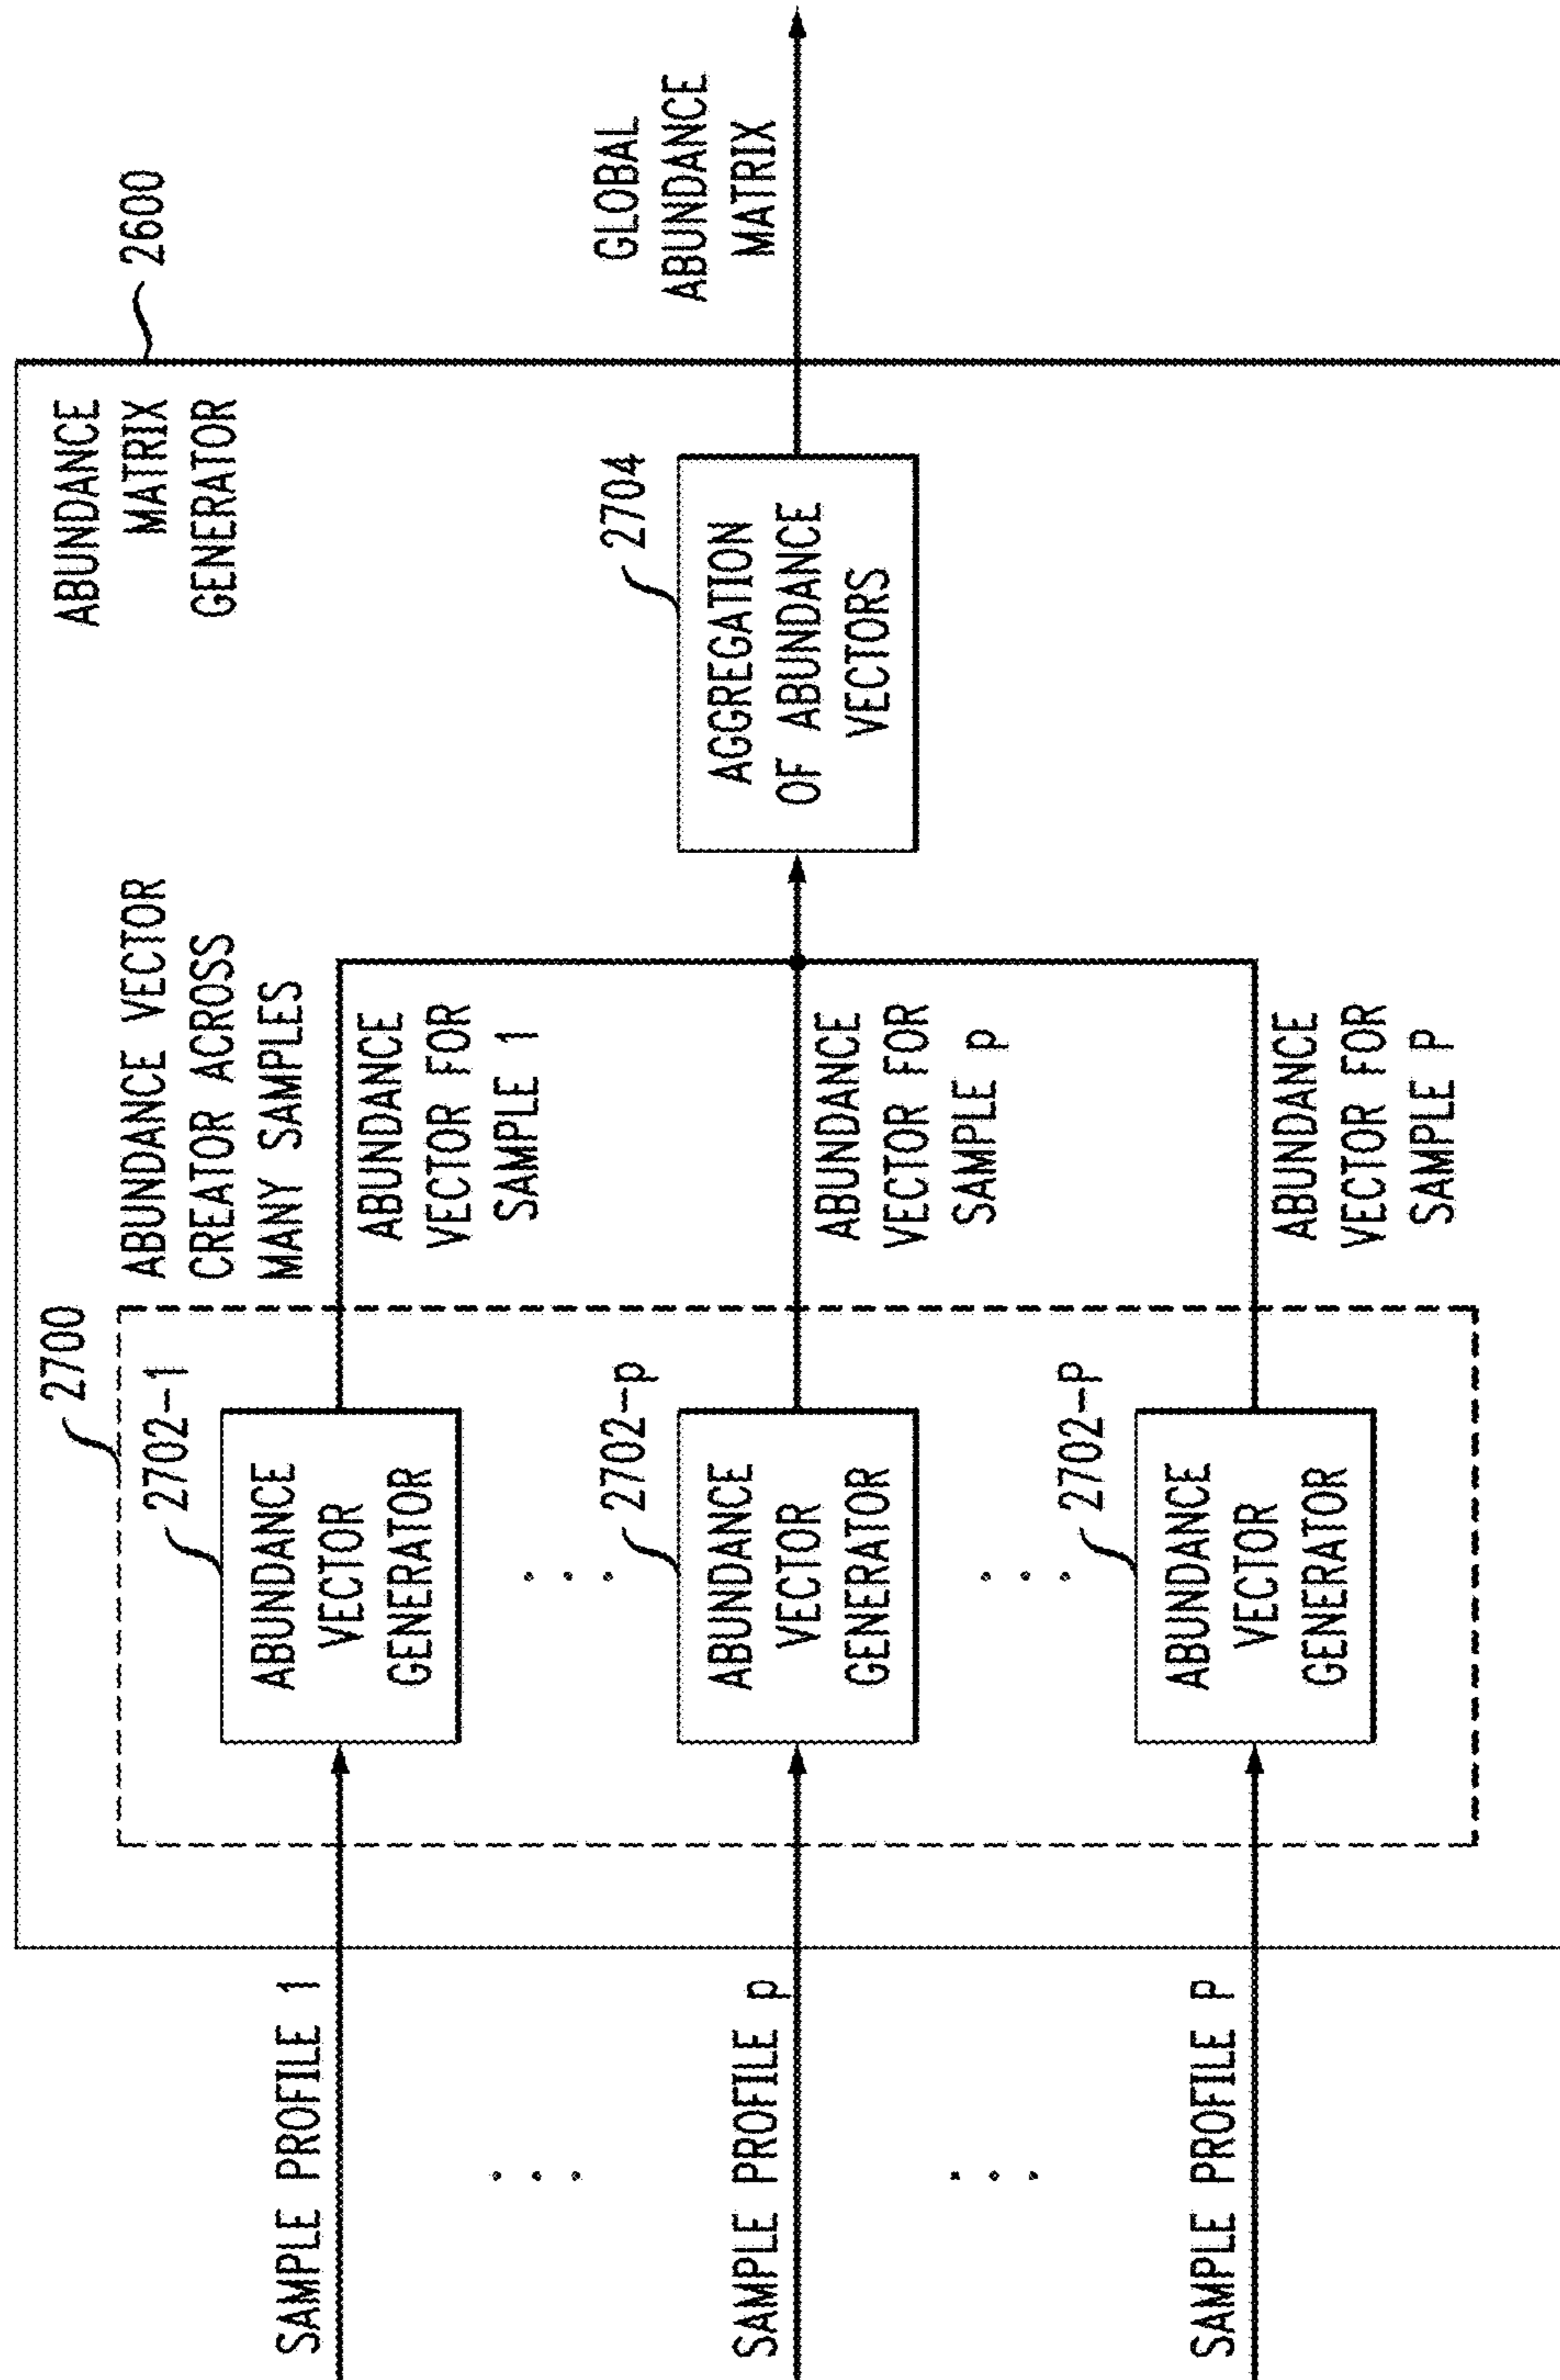 2600
ABUNDANCE
MATRIX
GENERATOR
2700
ABUNDANCE VECTOR
CREATOR ACROSS
MANY SAMPLES
SAMPLE PROFILE 1
2702-1
ABUNDANCE
VECTOR
GENERATOR
ABUNDANCE
VECTOR FOR
SAMPLE 1
SAMPLE PROFILE p
2702-p
ABUNDANCE
VECTOR
GENERATOR
ABUNDANCE
VECTOR FOR
SAMPLE p
2704
AGGREGATION
OF ABUNDANCE
VECTORS
GLOBAL
ABUNDANCE
MATRIX
SAMPLE PROFILE P
2702-P
ABUNDANCE
VECTOR
GENERATOR
ABUNDANCE
VECTOR FOR
SAMPLE P